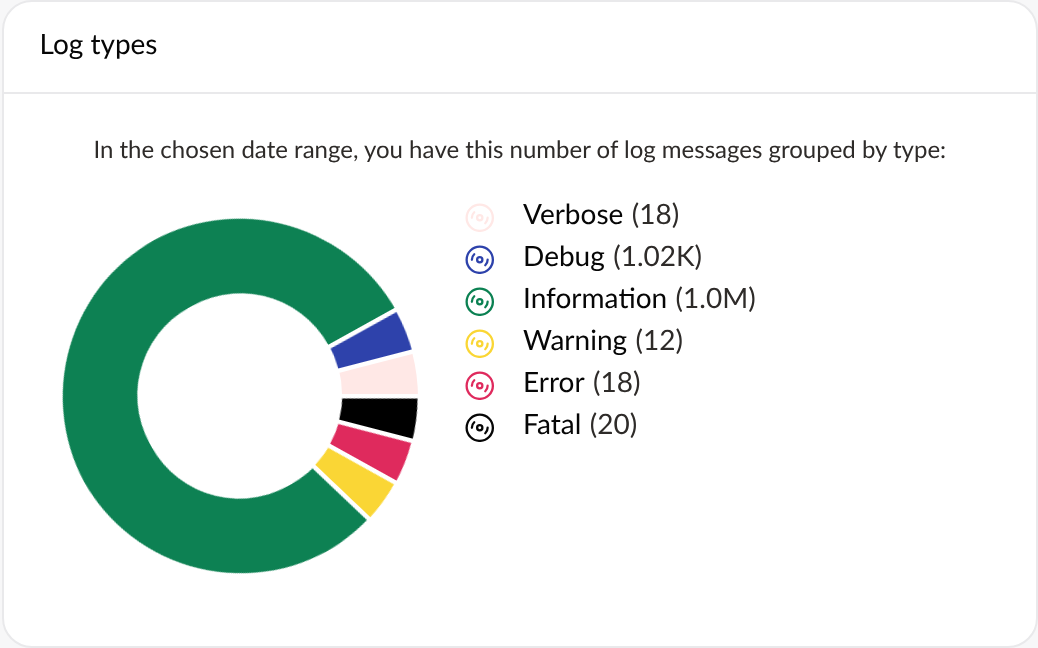 Log types
In the chosen date range, you have this number of log messages grouped by type:
Verbose (18)
Debug (1.02K)
Information (1.0M)
Warning (12)
Error (18)
Fatal (20)